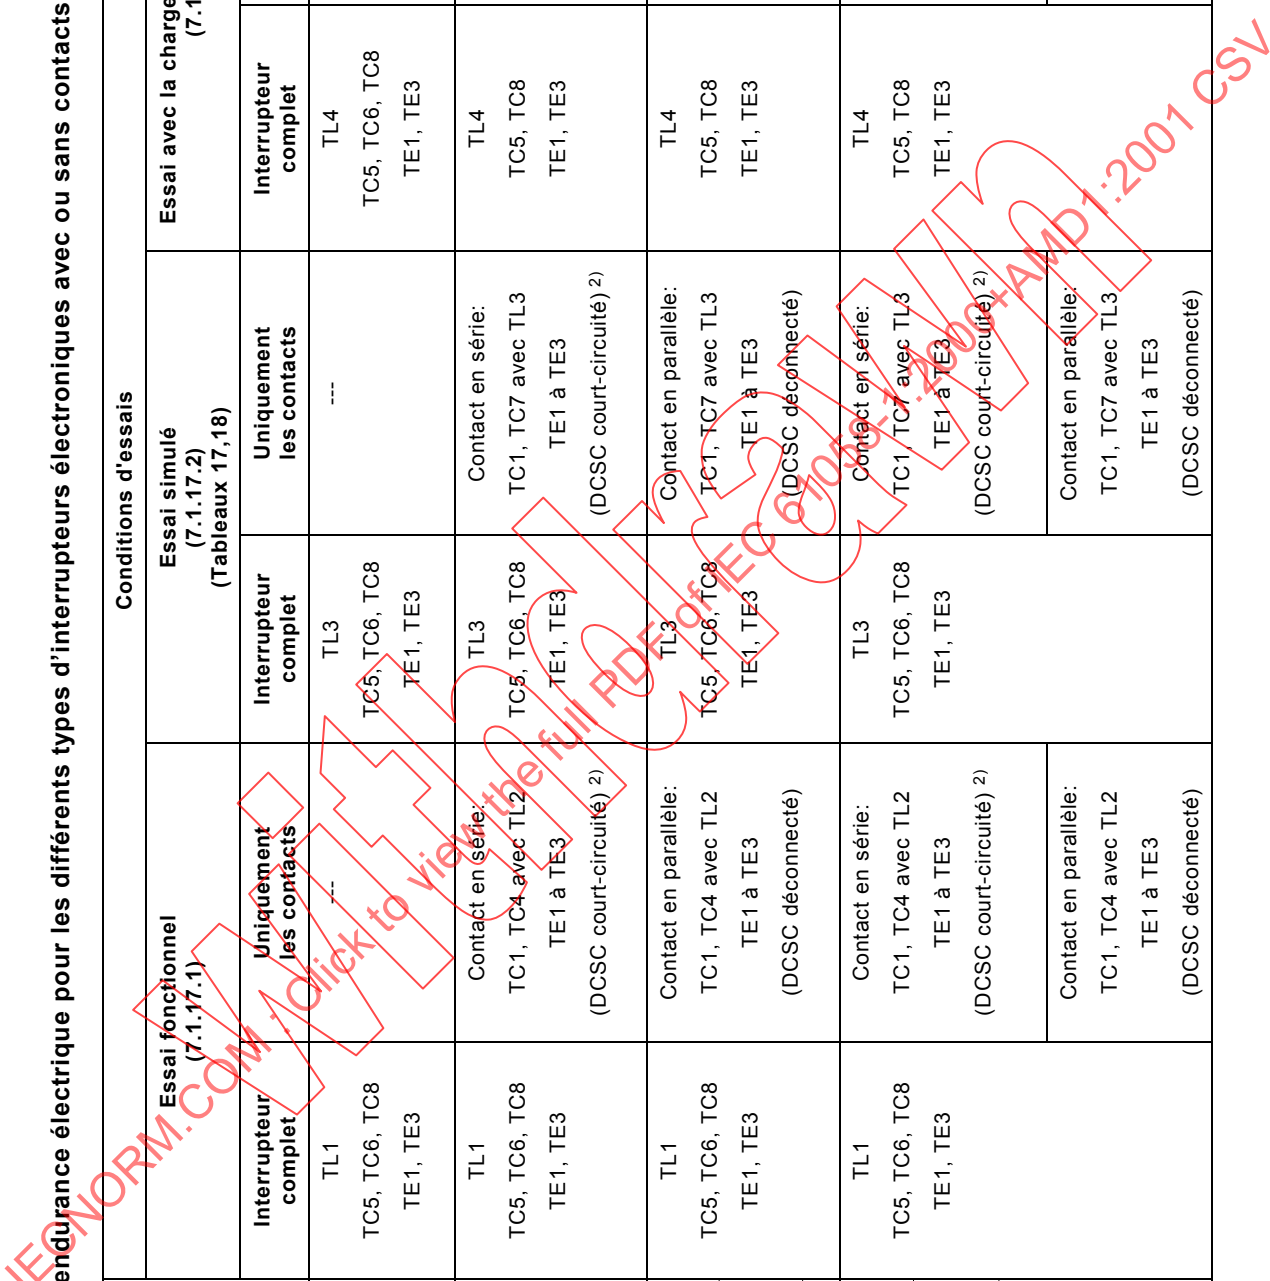 endurance électrique pour les différents types d'interrupteurs électroniques avec ou sans contacts
Conditions d'essais
Essai fonctionnel
(7.1.17.1)
Essai simulé
(7.1.17.2)
(Tableaux 17,18)
Essai avec la charge
Interrupteur
complet
Uniquement
les contacts
Interrupteur
complet
Uniquement
les contacts
Interrupteur
complet
TL1
TC5, TC6, TC8
TE1, TE3
---
TL3
TC5, TC6, TC8
TE1, TE3
---
TL4
TC5, TC6, TC8
TE1, TE3
TL1
TC5, TC6, TC8
TE1, TE3
Contact en série:
TC1, TC4 avec TL2
TE1 à TE3
(DCSC court-circuité) 2)
TL3
TC5, TC6, TC8
TE1, TE3
Contact en série:
TC1, TC7 avec TL3
TE1 à TE3
(DCSC court-circuité) 2)
TL4
TC5, TC8
TE1, TE3
TL1
TC5, TC6, TC8
TE1, TE3
Contact en parallèle:
TC1, TC4 avec TL2
TE1 à TE3
(DCSC déconnecté)
TL3
TC5, TC6, TC8
TE1, TE3
Contact en parallèle:
TC1, TC7 avec TL3
TE1 à TE3
(DCSC déconnecté)
TL4
TC5, TC8
TE1, TE3
TL1
TC5, TC6, TC8
TE1, TE3
Contact en série:
TC1, TC4 avec TL2
TE1 à TE3
(DCSC court-circuité) 2)
TL3
TC5, TC6, TC8
TE1, TE3
Contact en série:
TC1, TC7 avec TL3
TE1 à TE3
(DCSC court-circuité) 2)
TL4
TC5, TC8
TE1, TE3
Contact en parallèle:
TC1, TC4 avec TL2
TE1 à TE3
(DCSC déconnecté)
Contact en parallèle:
TC1, TC7 avec TL3
TE1 à TE3
(DCSC déconnecté)
Withdrawn
IECNORM.COM : Click to view the full PDF of IEC 61058-1:2000+AMD1:2001 CSV